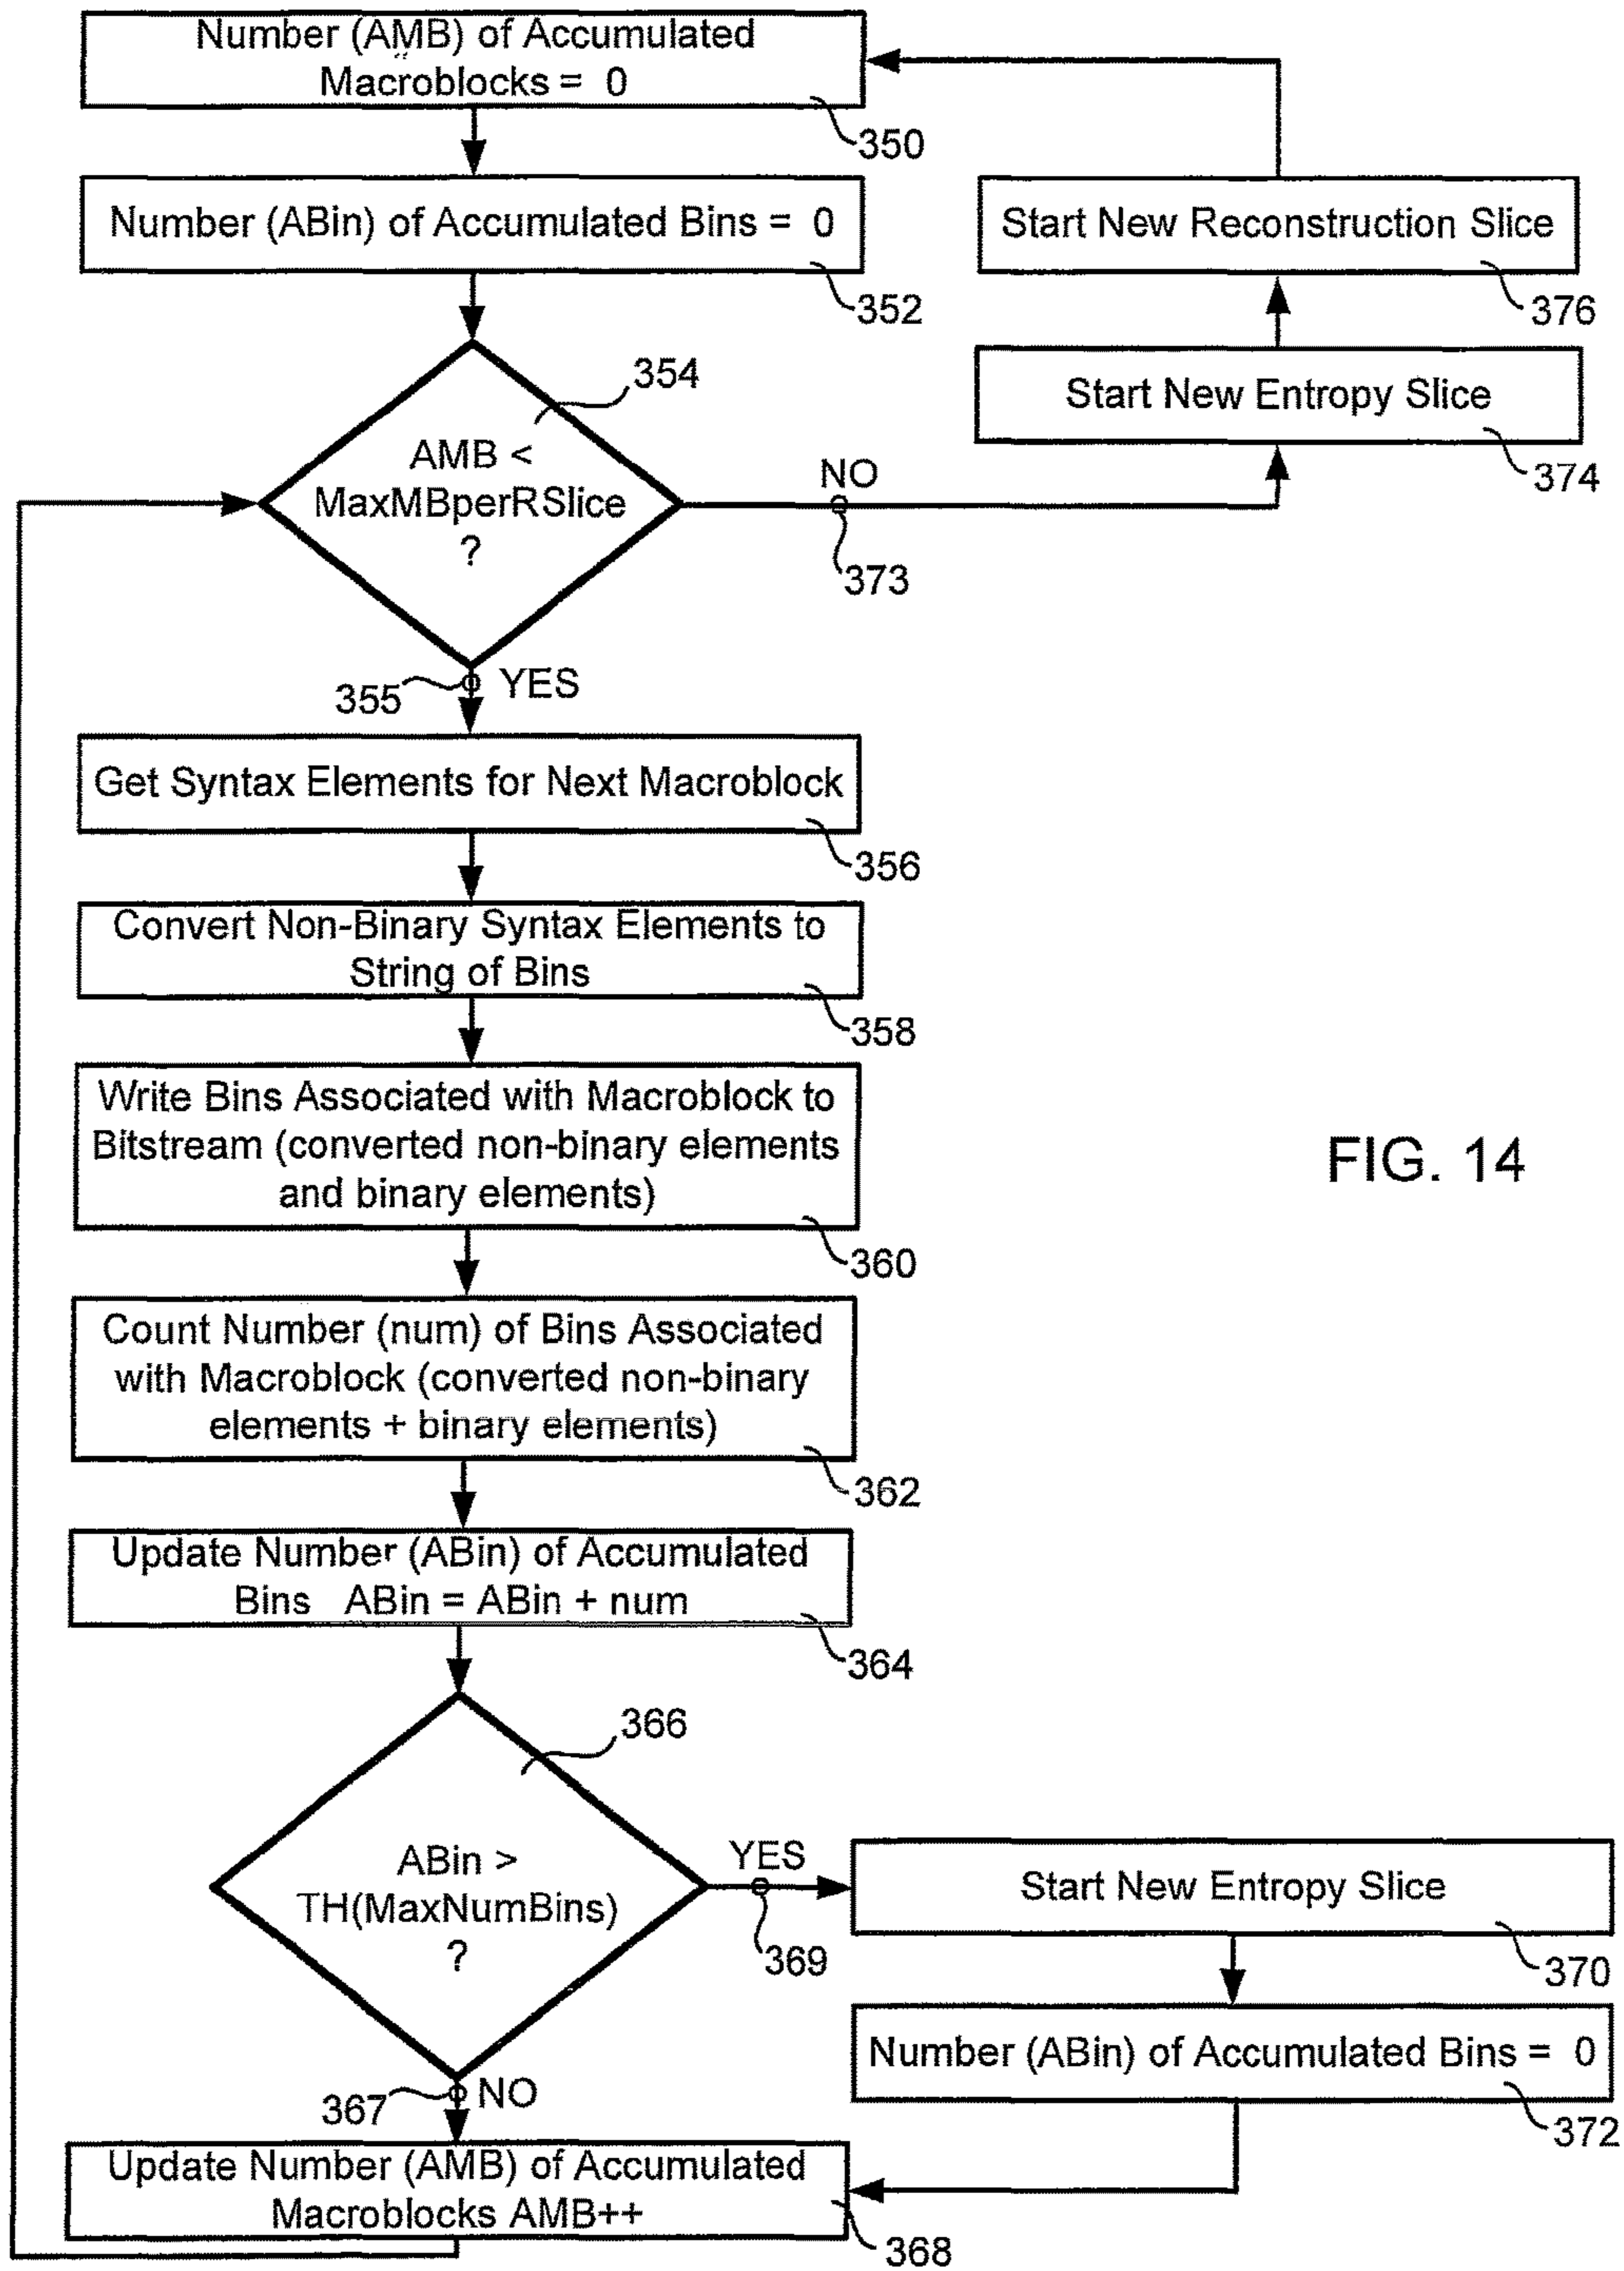 Number (AMB) of Accumulated
Macroblocks = 0
350
Number (ABin) of Accumulated Bins = 0
352
Start New Reconstruction Slice
376
Start New Entropy Slice
374
354
AMB <
MaxMBperRSlice
?
NO
373
355
YES
Get Syntax Elements for Next Macroblock
356
Convert Non-Binary Syntax Elements to
String of Bins
358
Write Bins Associated with Macroblock to
Bitstream (converted non-binary elements
and binary elements)
360
FIG. 14
Count Number (num) of Bins Associated
with Macroblock (converted non-binary
elements + binary elements)
362
Update Number (ABin) of Accumulated
Bins ABin = ABin + num
364
366
ABin >
TH(MaxNumBins)
?
YES
369
Start New Entropy Slice
370
Number (ABin) of Accumulated Bins = 0
372
367
NO
Update Number (AMB) of Accumulated
Macroblocks AMB++
368